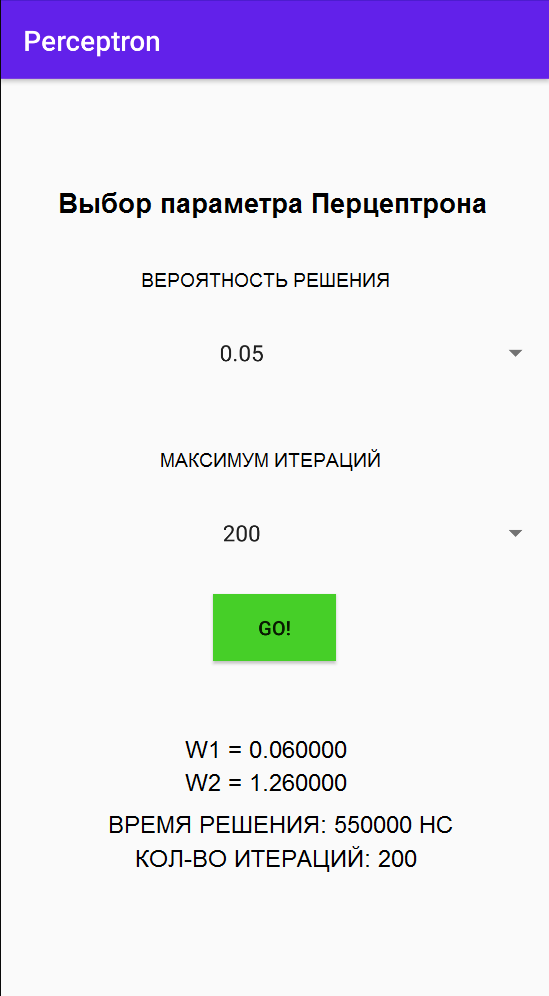 Perceptron
Выбор параметра Перцептрона
ВЕРОЯТНОСТЬ РЕШЕНИЯ
0.05
МАКСИМУМ ИТЕРАЦИЙ
200
GO!
W1 = 0.060000
W2 = 1.260000
ВРЕМЯ РЕШЕНИЯ: 550000 НС
КОЛ-ВО ИТЕРАЦИЙ: 200